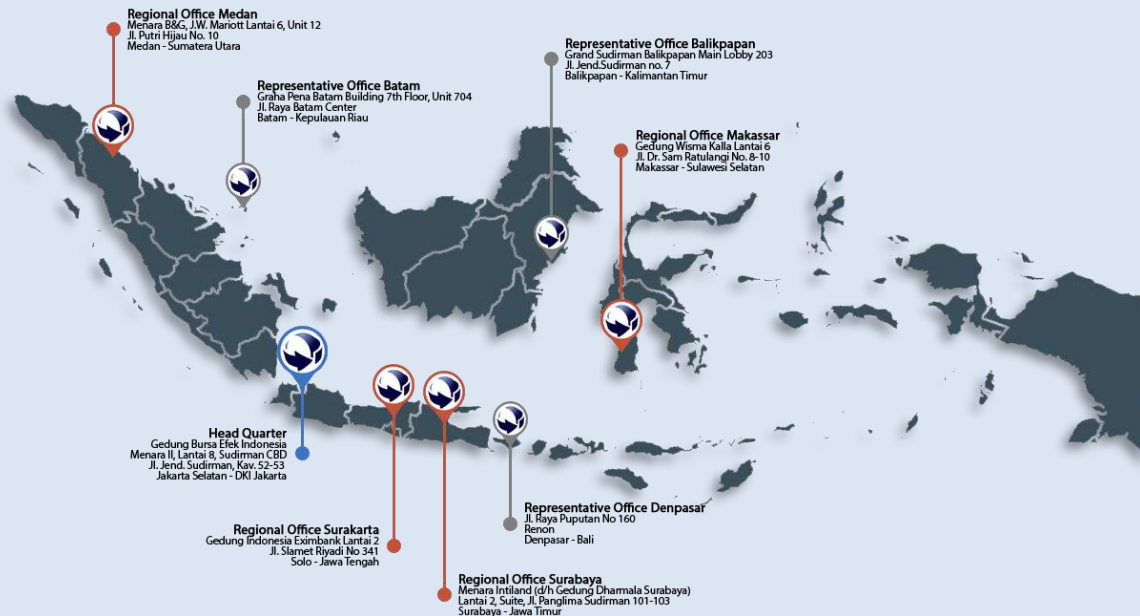 Regional Office Medan
Menara B&G, J.W. Mariott Lantai 6, Unit 12
Jl. Putri Hijau No. 10
Medan - Sumatera Utara
Representative Office Balikpapan
Grand Sudirman Balikpapan Main Lobby 203
Jl. Jend.Sudirman no. 7
Balikpapan - Kalimantan Timur
Representative Office Batam
Graha Pena Batam Building 7th Floor, Unit 704
Jl. Raya Batam Center
Batam - Kepulauan Riau
Regional Office Makassar
Gedung Wisma Kalla Lantai 6
Jl. Dr. Sam Ratulangi No. 8-10
Makassar - Sulawesi Selatan
Head Quarter
Gedung Bursa Efek Indonesia
Menara II, Lantai 8, Sudirman CBD
Jl. Jend. Sudirman, Kav. 52-53
Jakarta Selatan - DKI Jakarta
Representative Office Denpasar
Jl. Raya Puputan No 160
Renon
Denpasar - Bali
Regional Office Surakarta
Gedung Indonesia Eximbank Lantai 2
Jl. Slamet Riyadi No 341
Solo - Jawa Tengah
Regional Office Surabaya
Menara Intiland (d/h Gedung Dharmala Surabaya)
Lantai 2, Suite, Jl. Panglima Sudirman 101-103
Surabaya - Jawa Timur